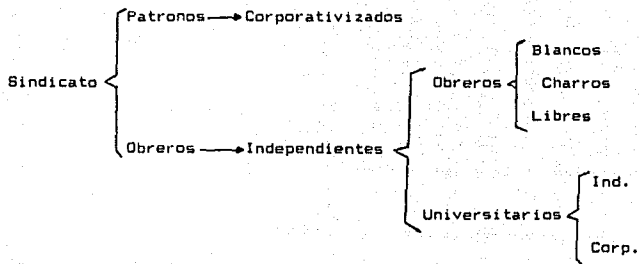 Patronos → Corporativizados
Blancos
Sindicato
Obreros
Charros
Libres
Obreros → Independientes
Ind.
Universitarios
Corp.